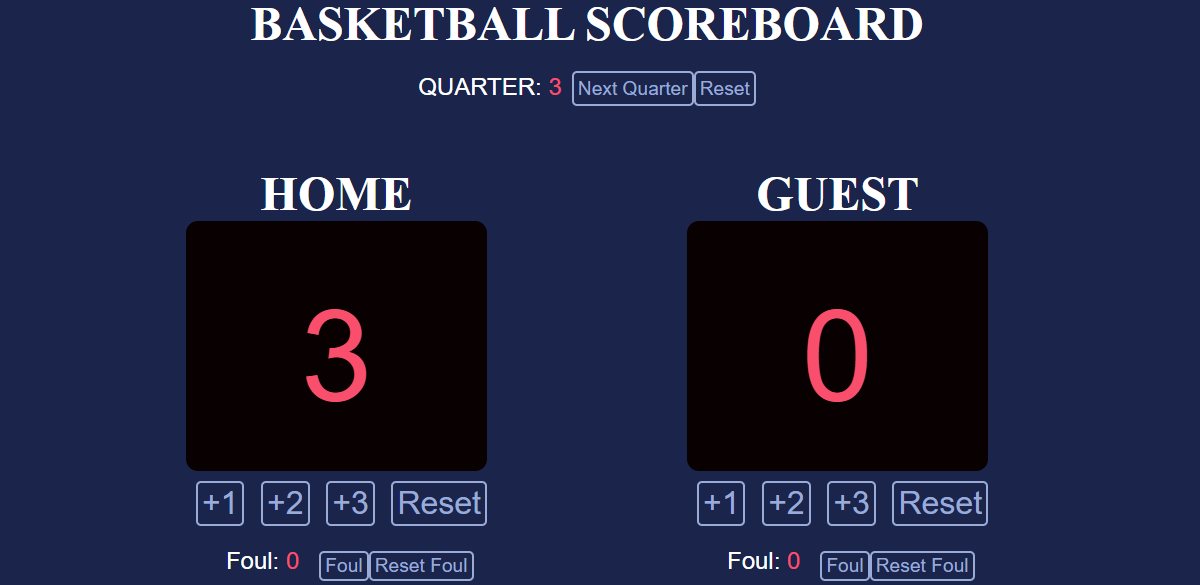 BASKETBALL SCOREBOARD
QUARTER: 3 Next Quarter Reset
HOME
3
+1 +2 +3 Reset
Foul: 0 Foul Reset Foul
GUEST
0
+1 +2 +3 Reset
Foul: 0 Foul Reset Foul